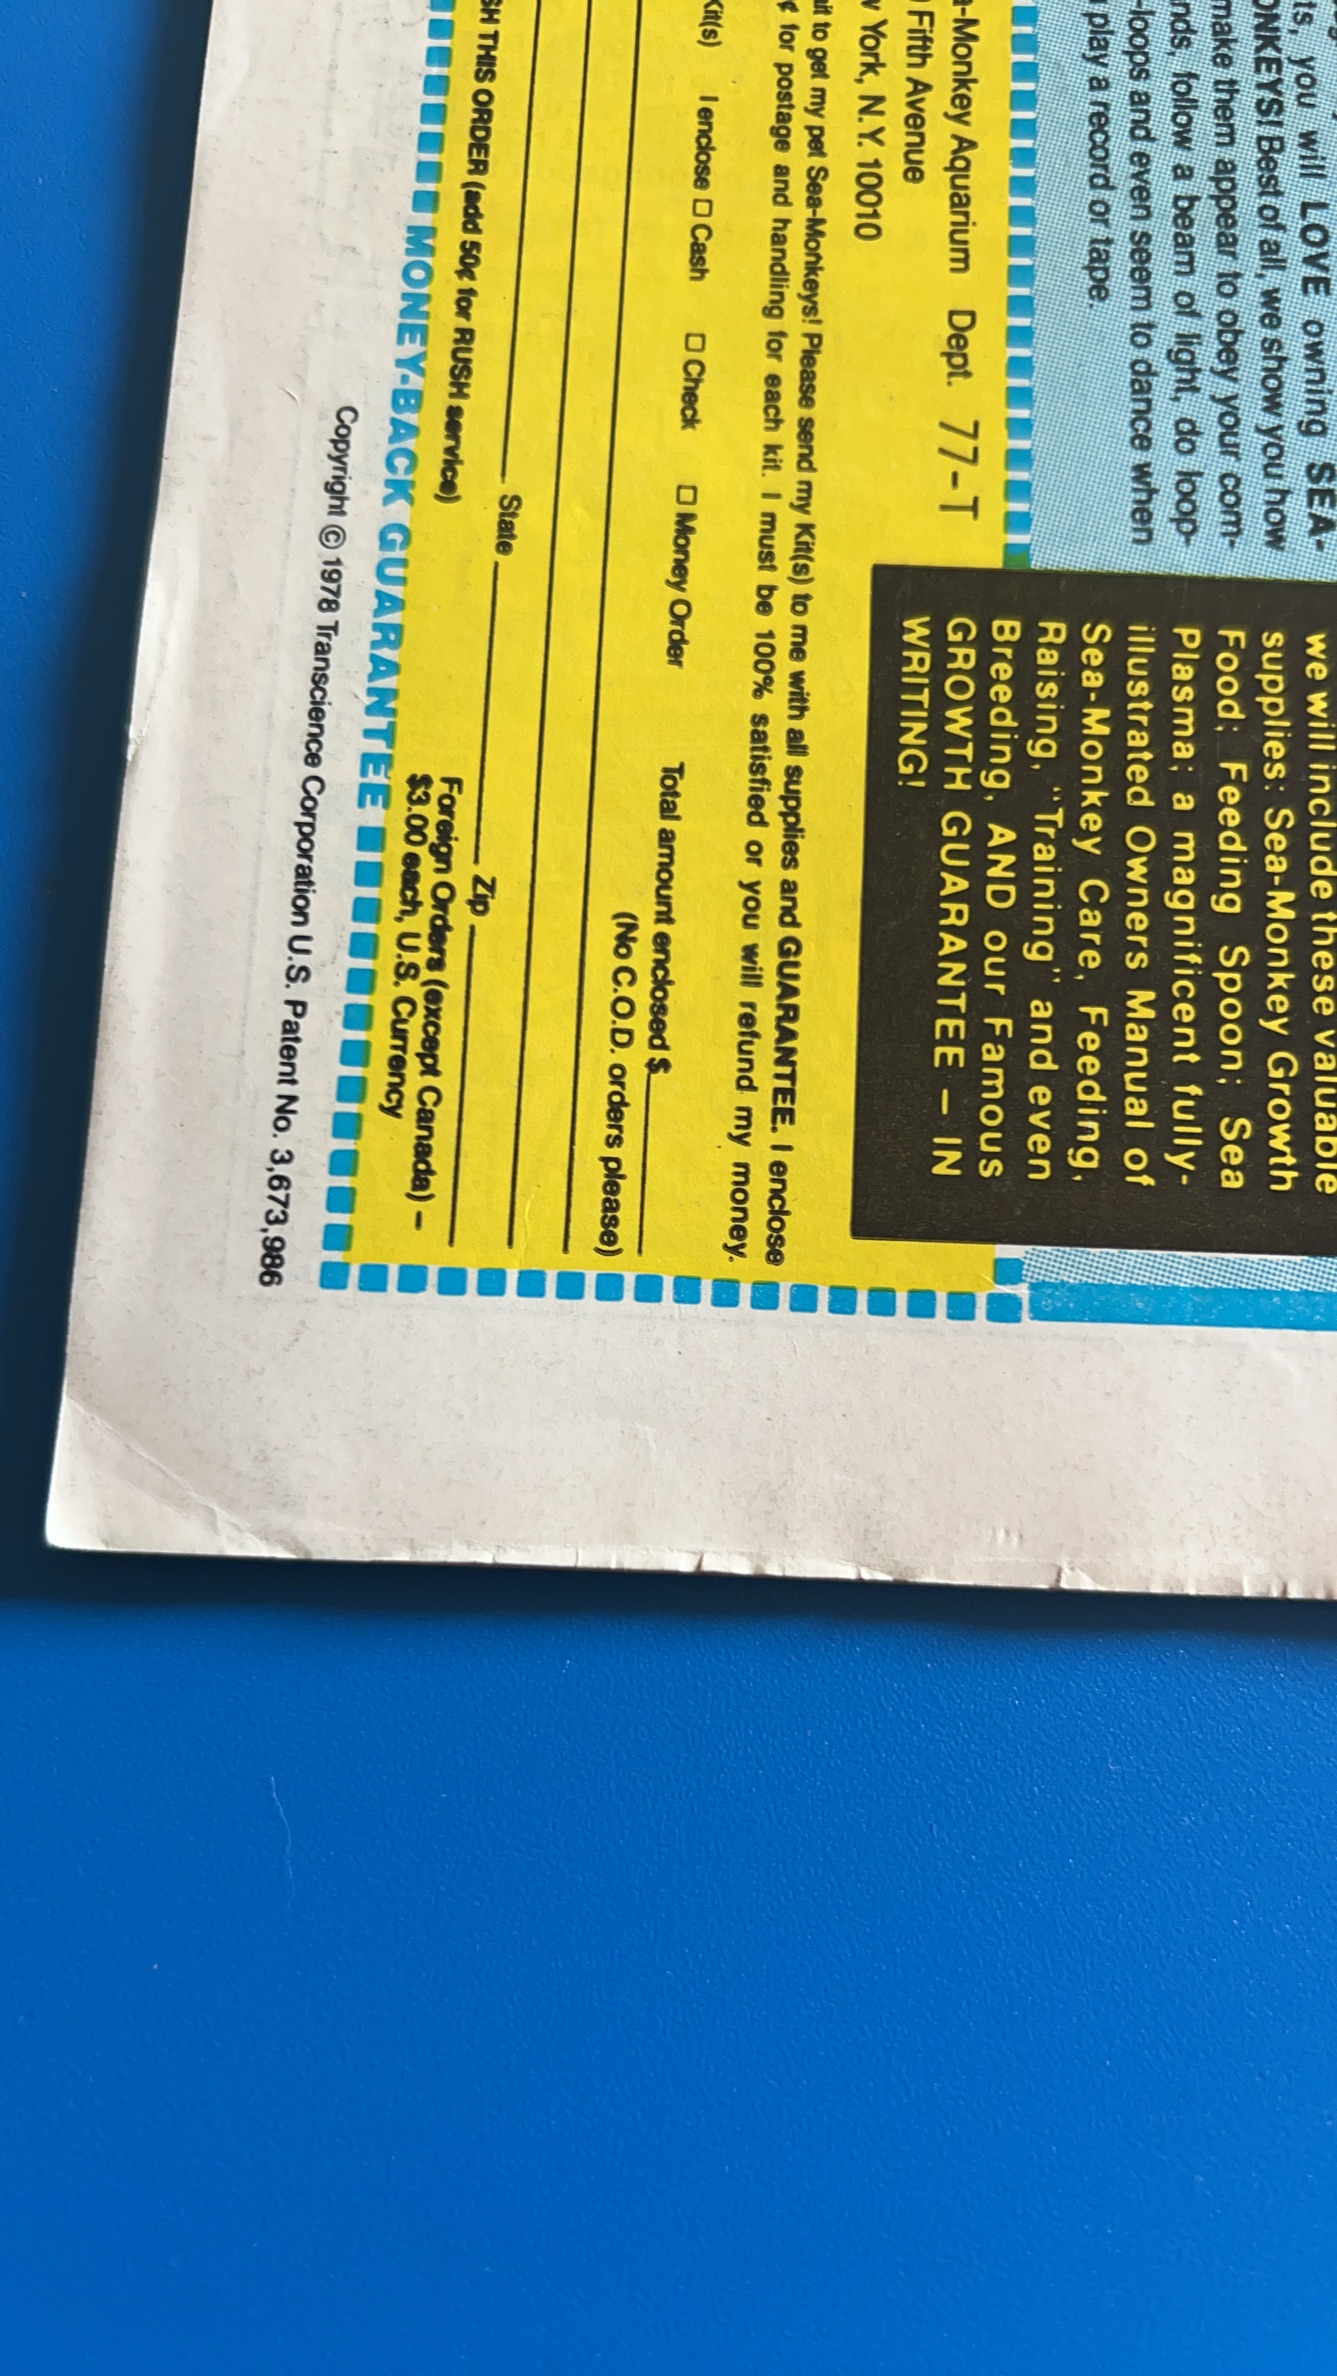 ts, you will LOVE owning SEA-
ONKEYS! Best of all, we show you how
make them appear to obey your com-
nds, follow a beam of light, do loop-
-loops and even seem to dance when
play a record or tape.
we will include these valuable
supplies: Sea-Monkey Growth
Food; Feeding Spoon; Sea
Plasma; a magnificent fully-
illustrated Owners Manual of
Sea-Monkey Care, Feeding,
Raising, "Training" and even
Breeding, AND our Famous
GROWTH GUARANTEE – IN
WRITING!
a-Monkey Aquarium Dept. 77-T
Fifth Avenue
York, N.Y. 10010
it to get my pet Sea-Monkeys! Please send my Kit(s) to me with all supplies and GUARANTEE. I enclose
¢ for postage and handling for each kit. I must be 100% satisfied or you will refund my money.
Kit(s) I enclose □ Cash □ Check □ Money Order Total amount enclosed $
(No C.O.D. orders please)
State Zip
SH THIS ORDER (add 50¢ for RUSH service) Foreign Orders (except Canada) –
$3.00 each, U.S. Currency
MONEY-BACK GUARANTEE
Copyright © 1978 Transcience Corporation U.S. Patent No. 3,673,986